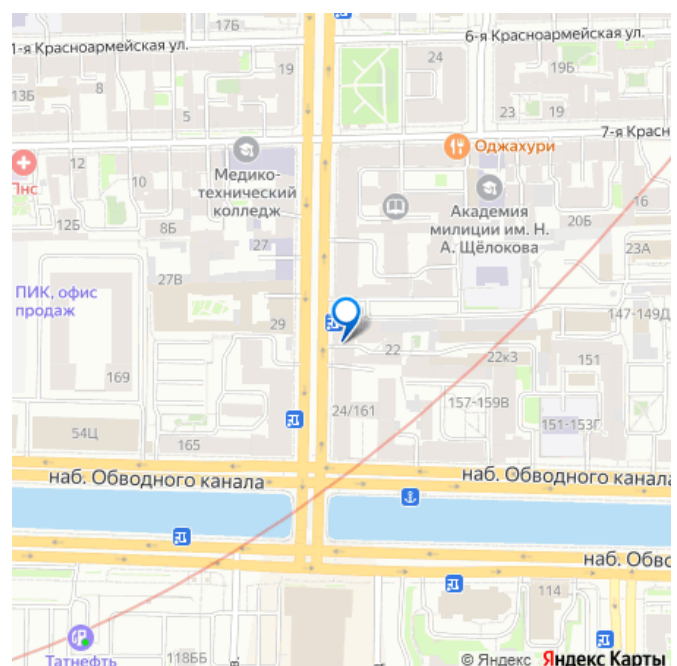 17Б
6-я Красноармейская ул.
1-я Красноармейская ул.
24
19
19Б
13Б
8
5
23
19
7-я Красн
Оджахури
12
Медико-
технический
колледж
Пнс
10
Академия
милиции им. Н.
А. Щёлокова
16
12Б
8Б
20Б
27
23А
27В
ПИК, офис
продаж
29
147-149Д
22
22к3
151
169
24/161
157-159В
151-153Г
54Ц
165
наб. Обводного канала
наб. Обводного канала
наб. Обво
114
Татнефть
118ББ
© Яндекс Яндекс Карты